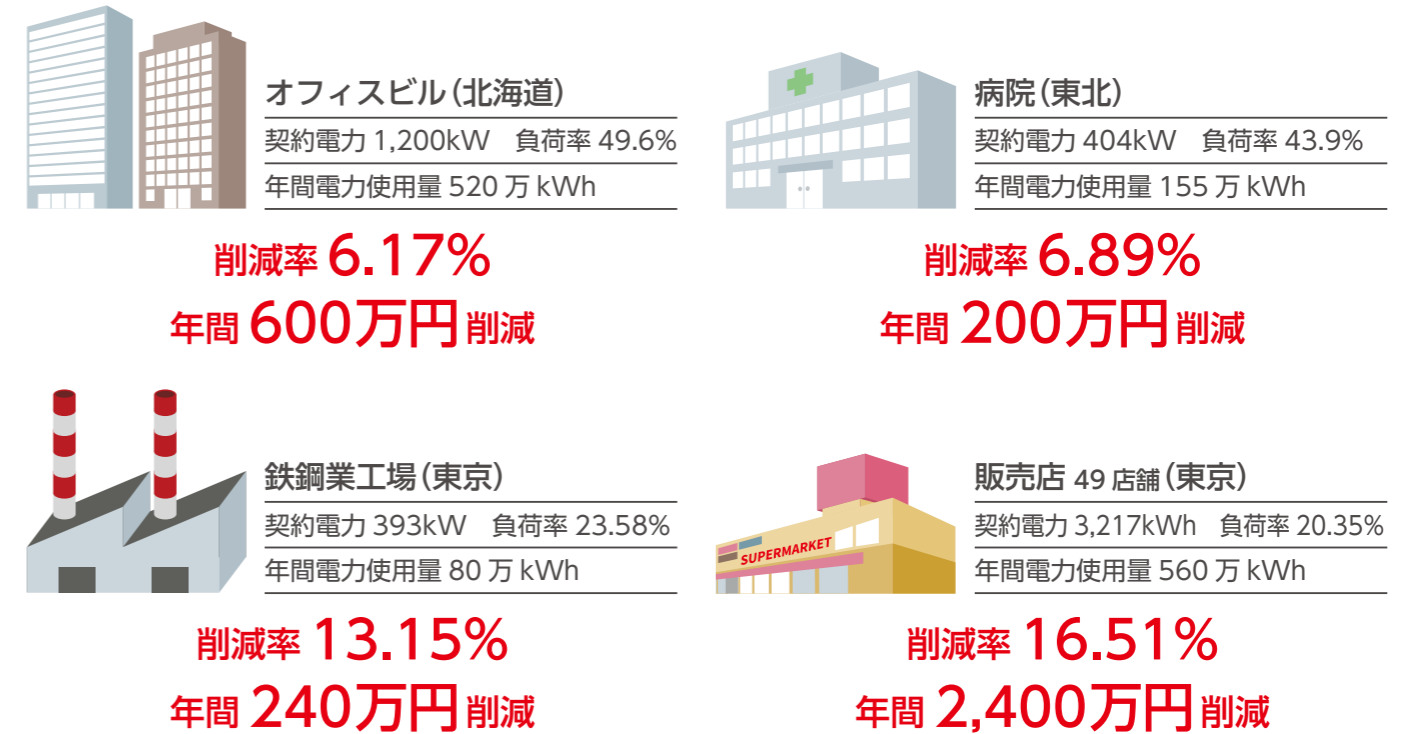 オフィスビル(北海道)
契約電力 1,200kW 負荷率 49.6%
年間電力使用量 520 万 kWh
削減率 6.17%
年間 600万円削減
病院(東北)
契約電力 404kW 負荷率 43.9%
年間電力使用量 155 万 kWh
削減率 6.89%
年間 200万円削減
鉄鋼業工場(東京)
契約電力 393kW 負荷率 23.58%
年間電力使用量 80 万 kWh
削減率 13.15%
年間 240万円削減
SUPERMARKET
販売店 49 店舗(東京)
契約電力 3,217kWh 負荷率 20.35%
年間電力使用量 560 万 kWh
削減率 16.51%
年間 2,400万円削減